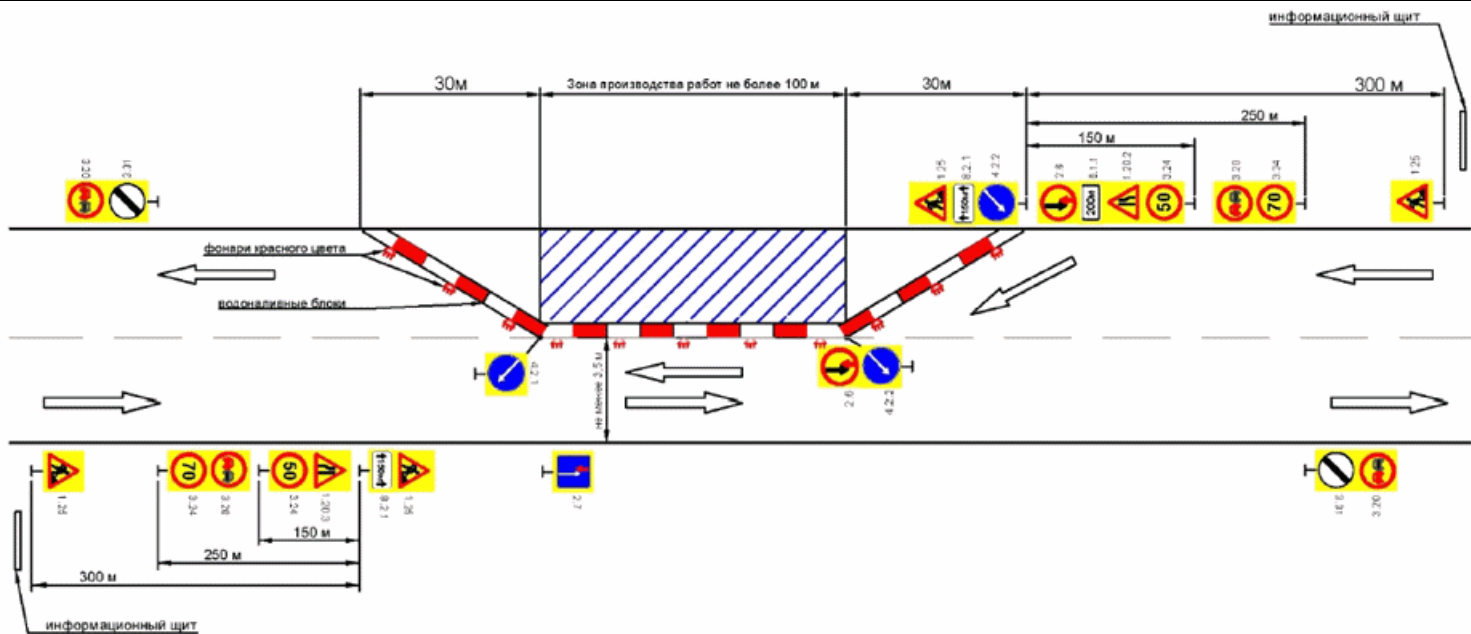 информационный щит
30м
Зона производства работ не более 100 м
30м
300 м
250 м
150 м
3.20
3.31
1.25
8.2.1
4.2.2
2.6
8.1.1
1.20.2
3.24
3.20
1.25
160м
200м
50
70
фонари красного цвета
водоналивные блоки
4.2.1
не менее 3,5 м
2.6
4.2.2
70
50
150м
1.25
3.24
3.20
3.24
1.20.3
8.2.1
1.25
2.7
3.31
3.20
150 м
250 м
300 м
информационный щит